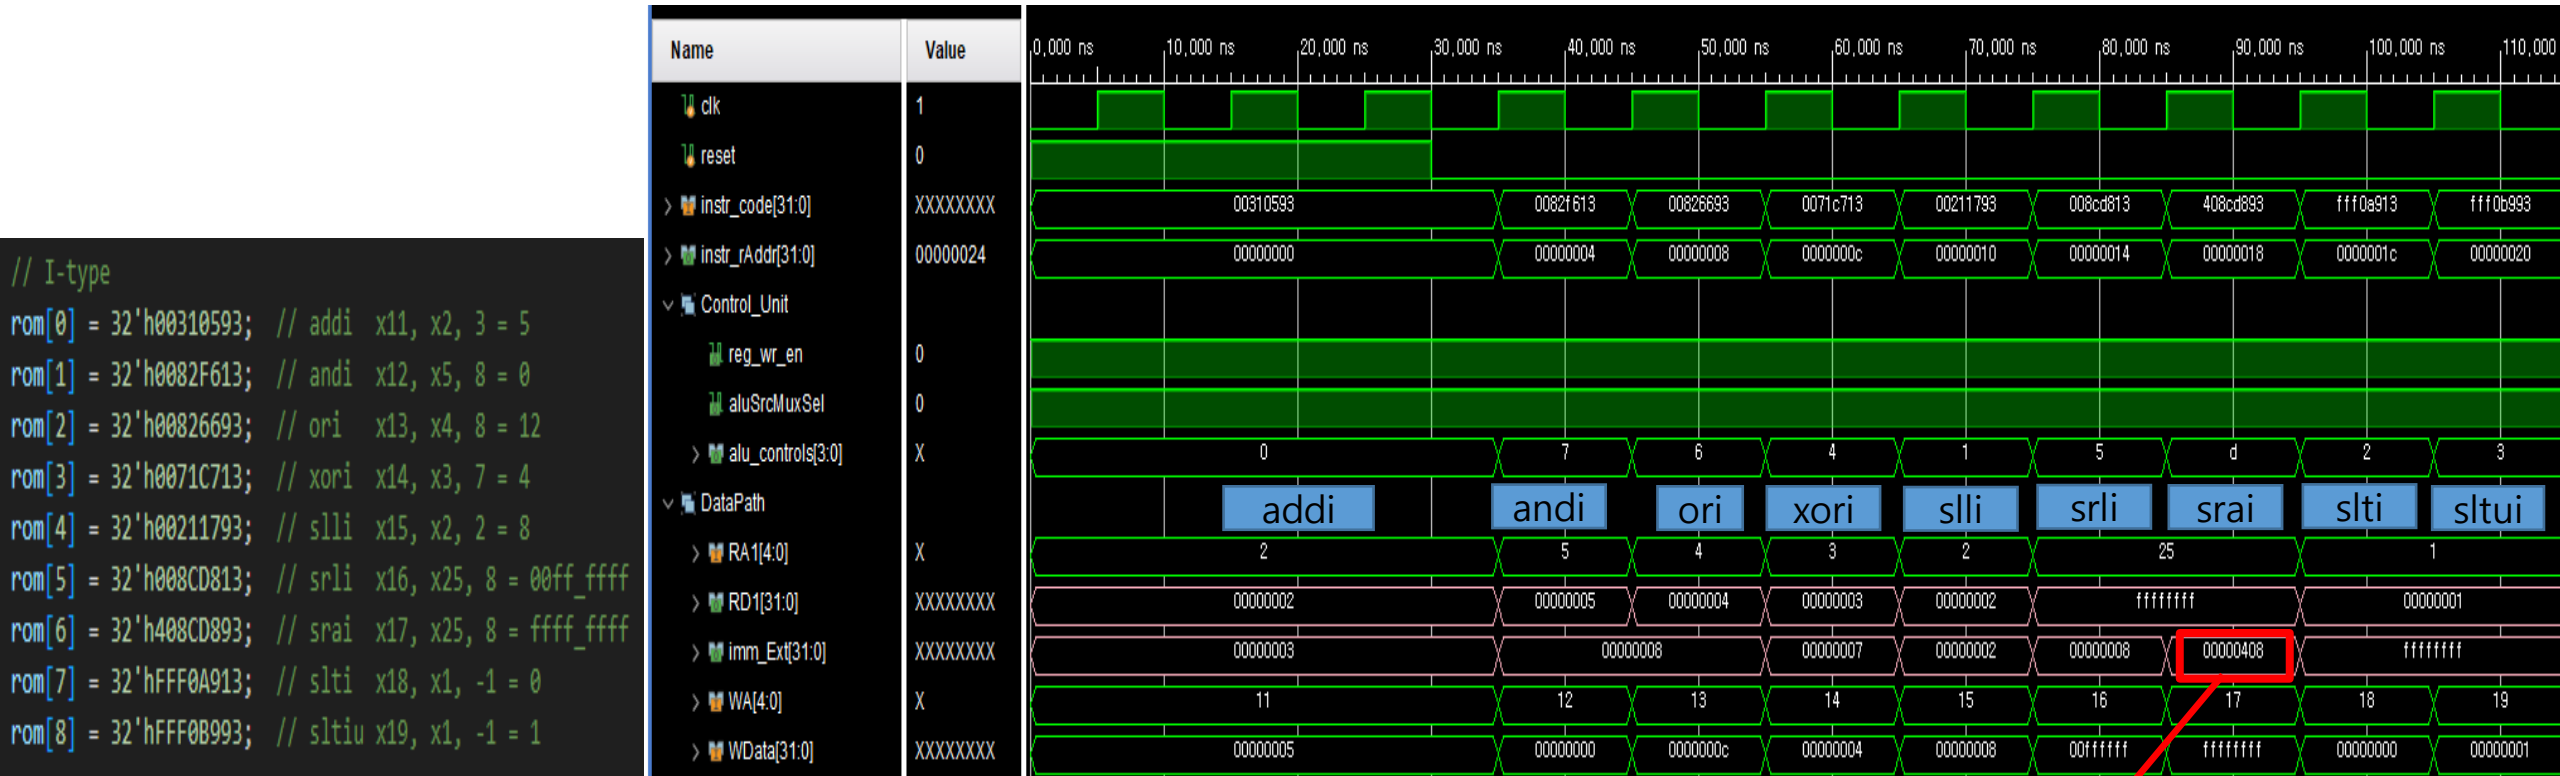 // I-type
rom[0] = 32'h00310593; // addi x11, x2, 3 = 5
rom[1] = 32'h0082F613; // andi x12, x5, 8 = 0
rom[2] = 32'h00826693; // ori x13, x4, 8 = 12
rom[3] = 32'h0071C713; // xori x14, x3, 7 = 4
rom[4] = 32'h00211793; // slli x15, x2, 2 = 8
rom[5] = 32'h008CD813; // srli x16, x25, 8 = 00ff_ffff
rom[6] = 32'h408CD893; // srai x17, x25, 8 = ffff_ffff
rom[7] = 32'hFFF0A913; // slti x18, x1, -1 = 0
rom[8] = 32'hFFF0B993; // sltiu x19, x1, -1 = 1
Name Value 0,000 ns 10,000 ns 20,000 ns 30,000 ns 40,000 ns 50,000 ns 60,000 ns 70,000 ns 80,000 ns 90,000 ns 100,000 ns 110,000
clk 1
reset 0
instr_code[31:0] XXXXXXXX 00310593 0082f613 00826693 0071c713 00211793 008cd813 408cd893 fff0a913 fff0b993
instr_rAddr[31:0] 00000024 00000000 00000004 00000008 0000000c 00000010 00000014 00000018 0000001c 00000020
Control_Unit
reg_wr_en 0
aluSrcMuxSel 0
alu_controls[3:0] X 0 7 6 4 1 5 d 2 3
DataPath addi andi ori xori slli srli srai slti sltui
RA1[4:0] X 2 5 4 3 2 25 1
RD1[31:0] XXXXXXXX 00000002 00000005 00000004 00000003 00000002 ffffffff 00000001
imm_Ext[31:0] XXXXXXXX 00000003 00000008 00000007 00000002 00000008 00000408 ffffffff
WA[4:0] X 11 12 13 14 15 16 17 18 19
WData[31:0] XXXXXXXX 00000005 00000000 0000000c 00000004 00000008 00ffffff ffffffff 00000000 00000001